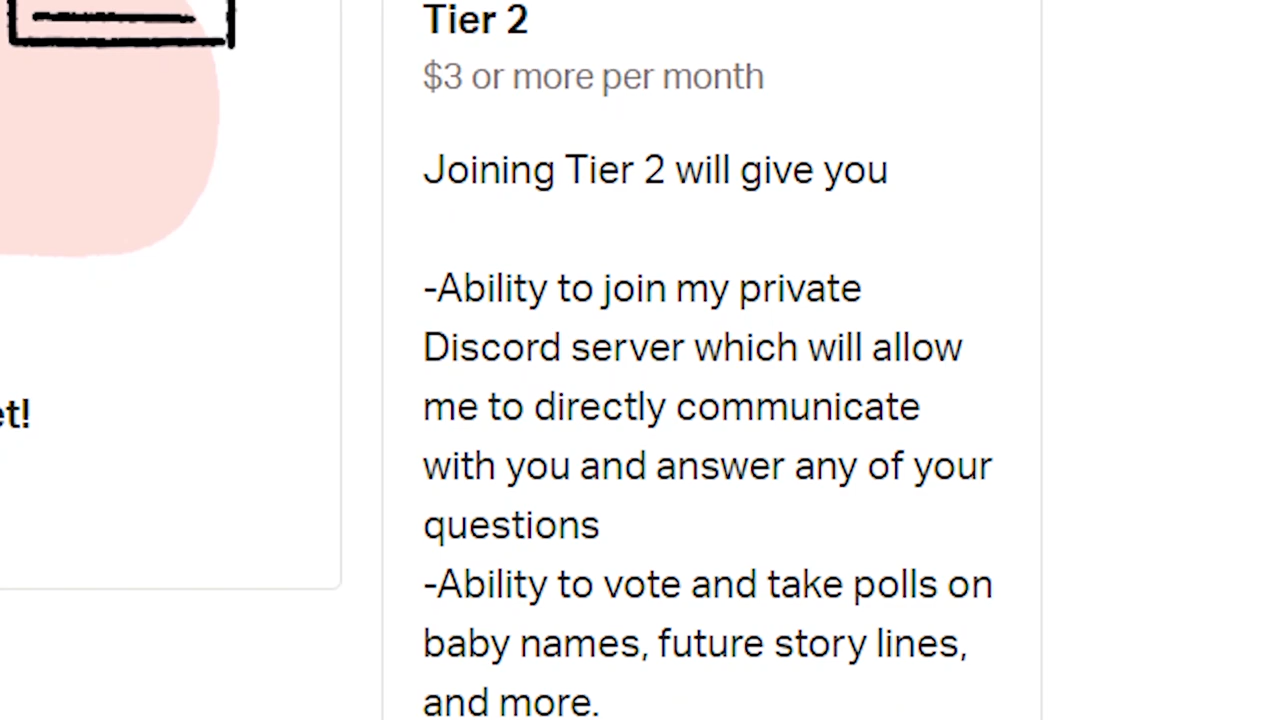 Tier 2
$3 or more per month
Joining Tier 2 will give you
-Ability to join my private
Discord server which will allow
me to directly communicate
with you and answer any of your
questions
-Ability to vote and take polls on
baby names, future story lines,
and more.